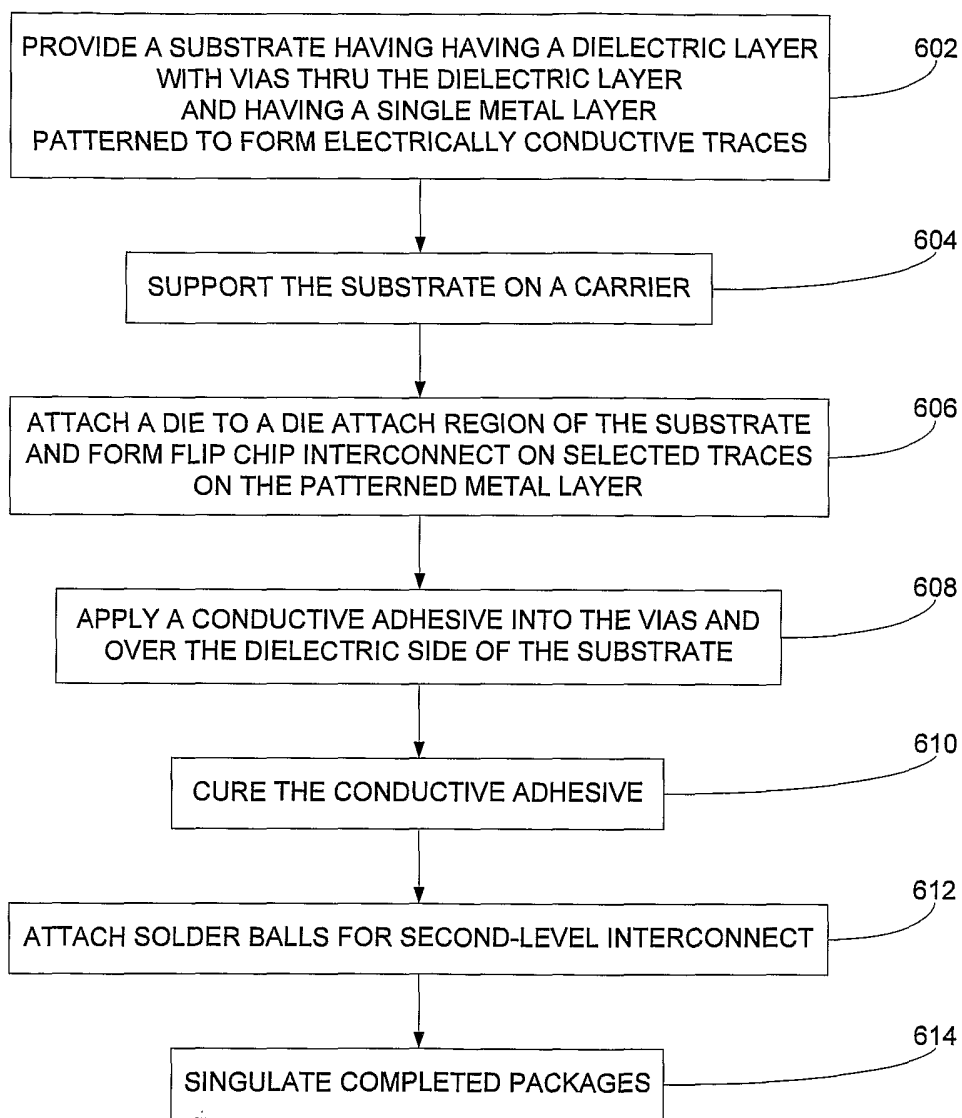 PROVIDE A SUBSTRATE HAVING HAVING A DIELECTRIC LAYER
WITH VIAS THRU THE DIELECTRIC LAYER
AND HAVING A SINGLE METAL LAYER
PATTERNED TO FORM ELECTRICALLY CONDUCTIVE TRACES
602
SUPPORT THE SUBSTRATE ON A CARRIER
604
ATTACH A DIE TO A DIE ATTACH REGION OF THE SUBSTRATE
AND FORM FLIP CHIP INTERCONNECT ON SELECTED TRACES
ON THE PATTERNED METAL LAYER
606
APPLY A CONDUCTIVE ADHESIVE INTO THE VIAS AND
OVER THE DIELECTRIC SIDE OF THE SUBSTRATE
608
CURE THE CONDUCTIVE ADHESIVE
610
ATTACH SOLDER BALLS FOR SECOND-LEVEL INTERCONNECT
612
SINGULATE COMPLETED PACKAGES
614